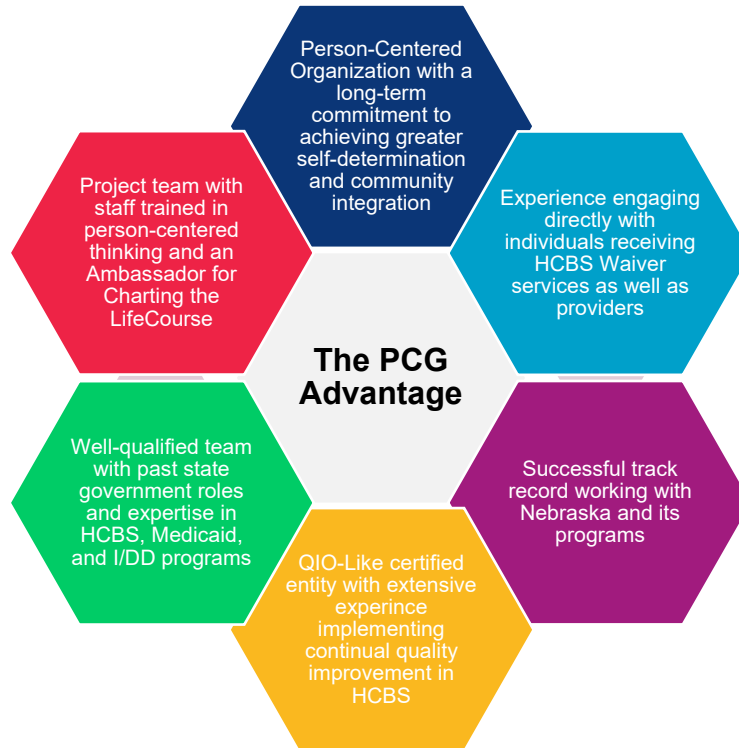 Person-Centered
Organization with a
long-term
commitment to
achieving greater
self-determination
and community
integration
Project team with
staff trained in
person-centered
thinking and an
Ambassador for
Charting the
LifeCourse
Experience engaging
directly with
individuals receiving
HCBS Waiver
services as well as
providers
The PCG
Advantage
Well-qualified team
with past state
government roles
and expertise in
HCBS, Medicaid,
and I/DD programs
Successful track
record working with
Nebraska and its
programs
QIO-Like certified
entity with extensive
experince
implementing
continual quality
improvement in
HCBS